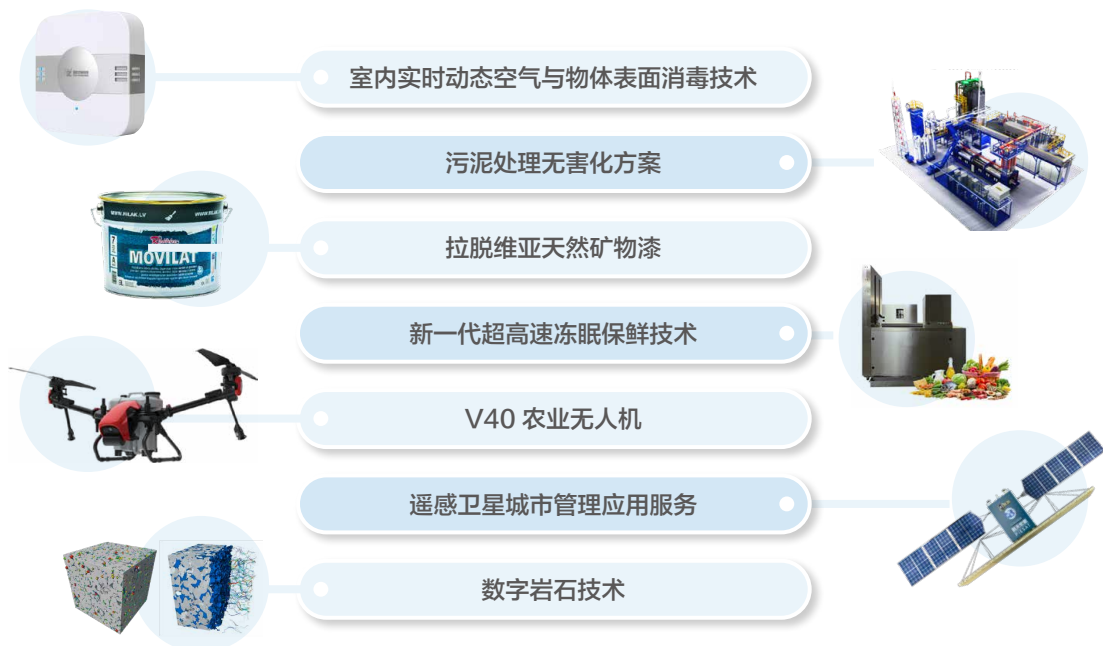 室内实时动态空气与物体表面消毒技术
污泥处理无害化方案
WWW.RILAK.LV
MOVILAT
拉脱维亚天然矿物漆
新一代超高速冻眠保鲜技术
V40 农业无人机
遥感卫星城市管理应用服务
数字岩石技术